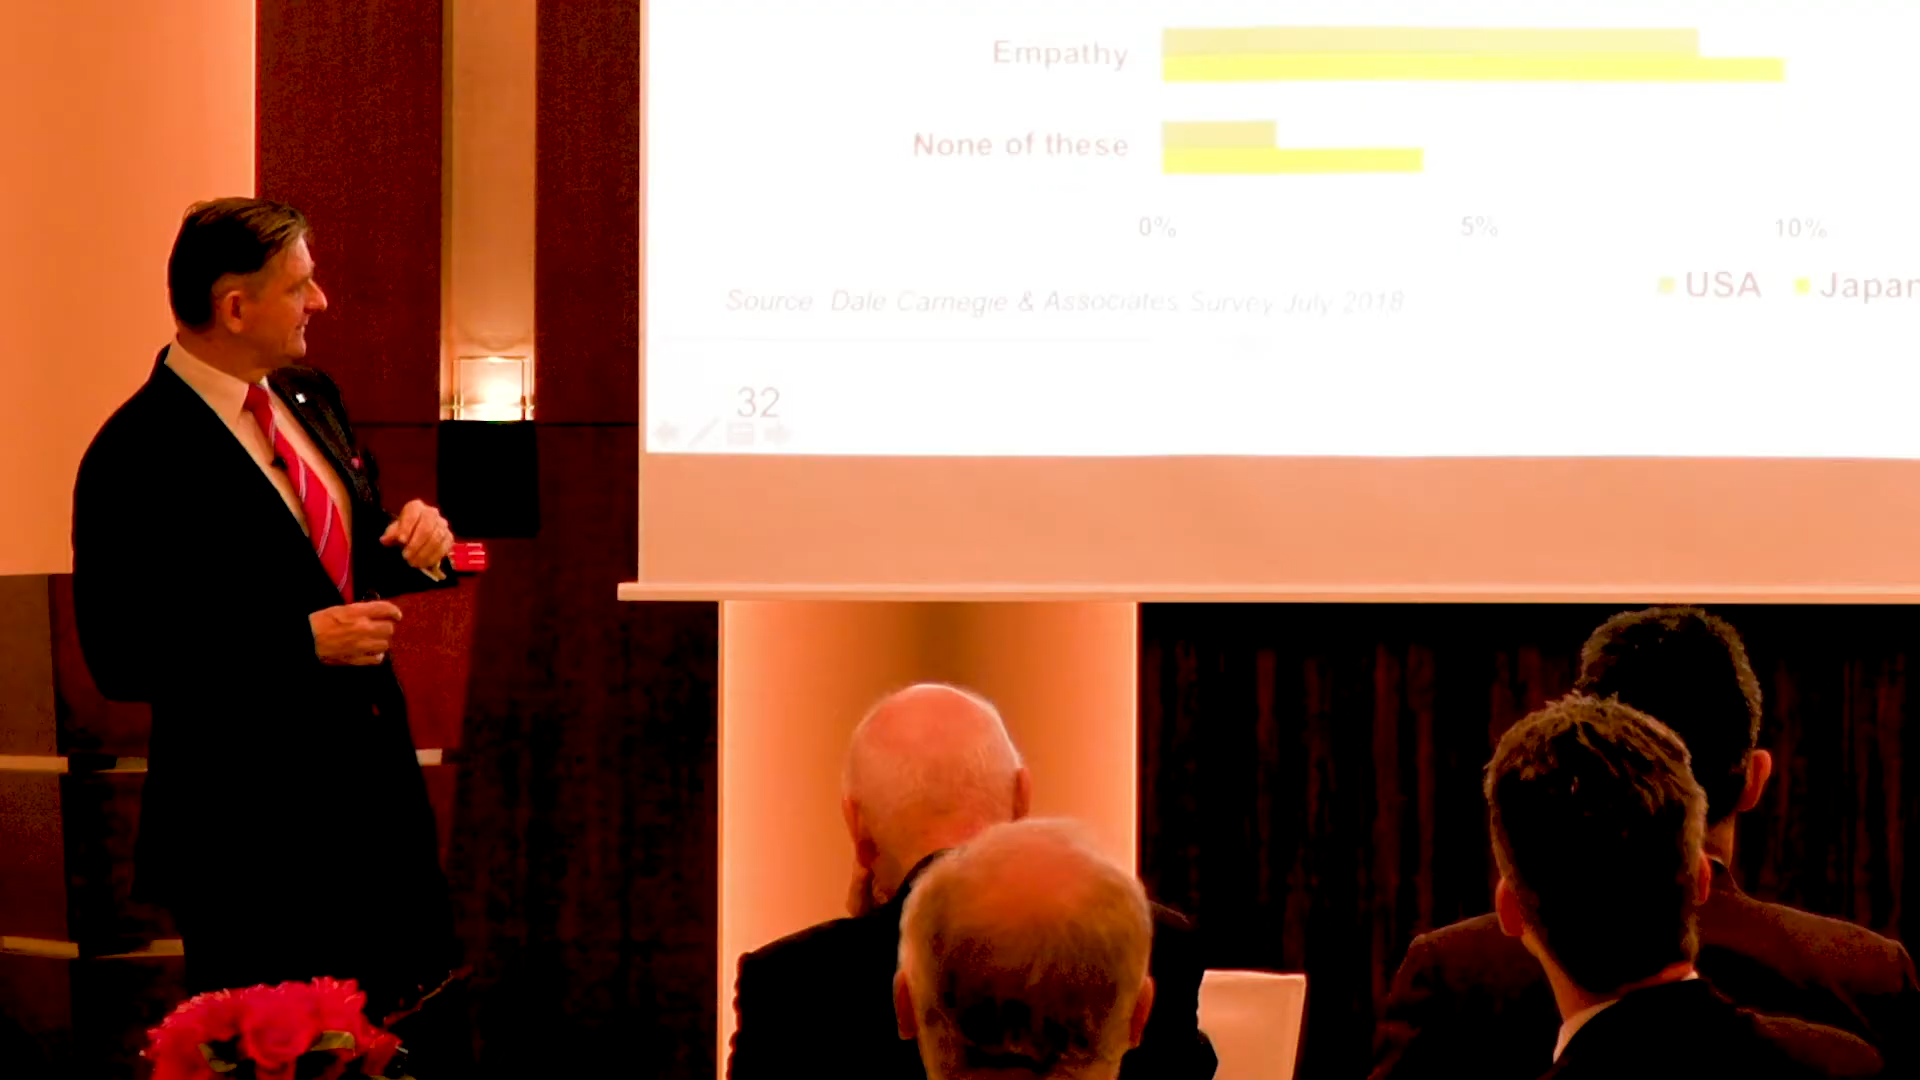 Empathy
None of these
0% 5% 10%
USA Japan
Source Dale Carnegie & Associates Survey July 2018
32